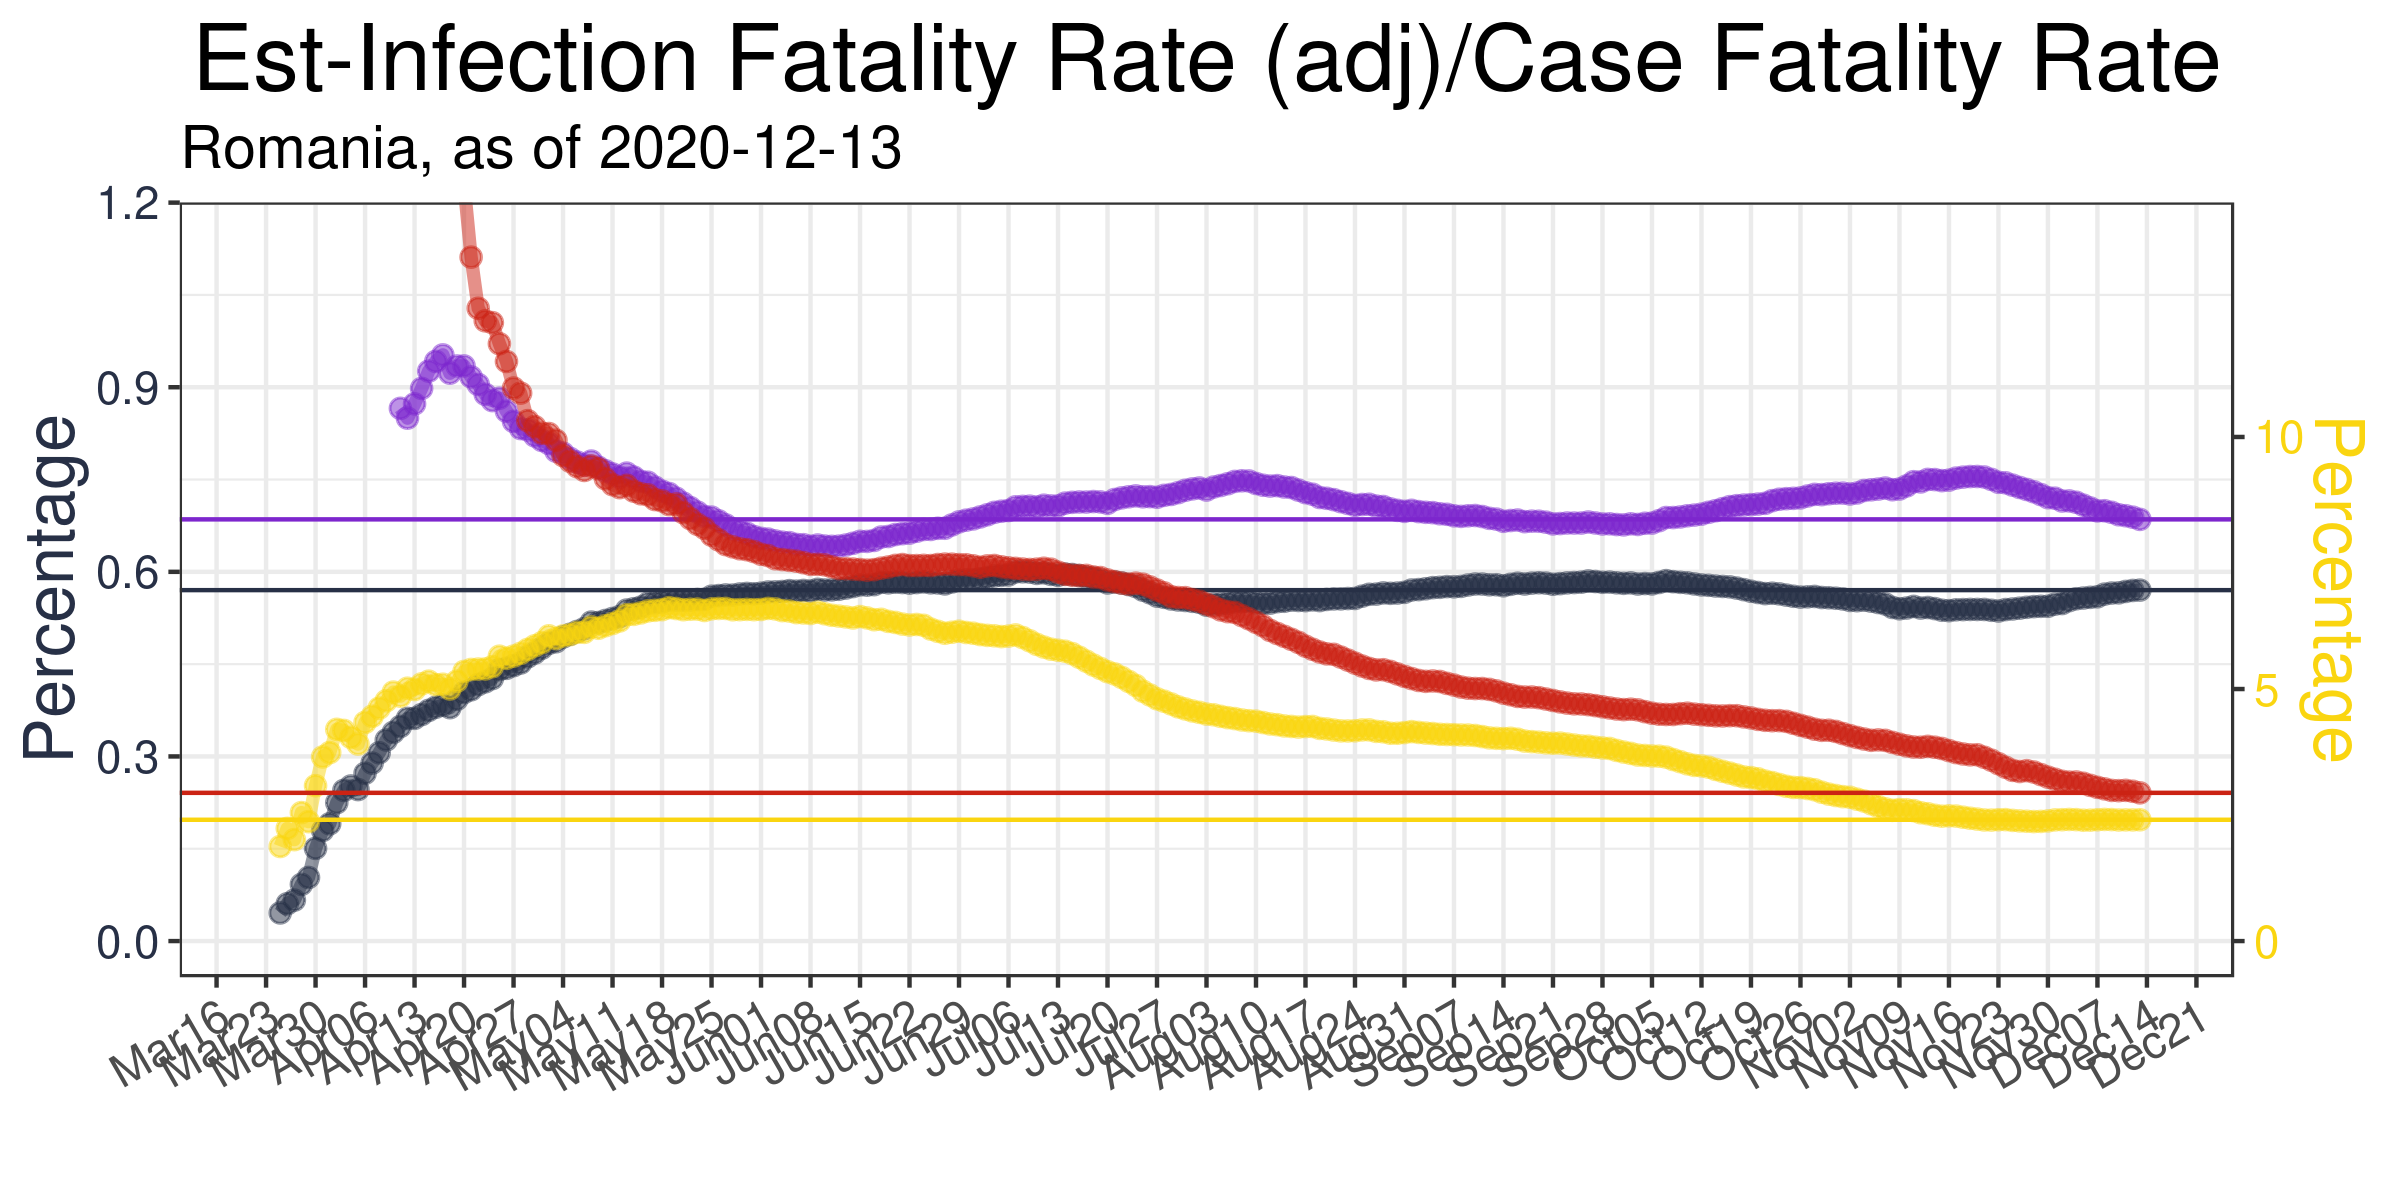 Est-Infection Fatality Rate (adj)/Case Fatality Rate
Romania, as of 2020-12-13
Percentage
1.2
0.9
0.6
0.3
0.0
10
5
0
Percentage
Mar16
Mar23
Mar30
Apr06
Apr13
Apr20
Apr27
May04
May11
May18
May25
Jun01
Jun08
Jun15
Jun22
Jun29
Jul06
Jul13
Jul20
Jul27
Aug03
Aug10
Aug17
Aug24
Aug31
Sep07
Sep14
Sep21
Sep28
Oct05
Oct12
Oct19
Oct26
Nov02
Nov09
Nov16
Nov23
Nov30
Dec07
Dec14
Dec21